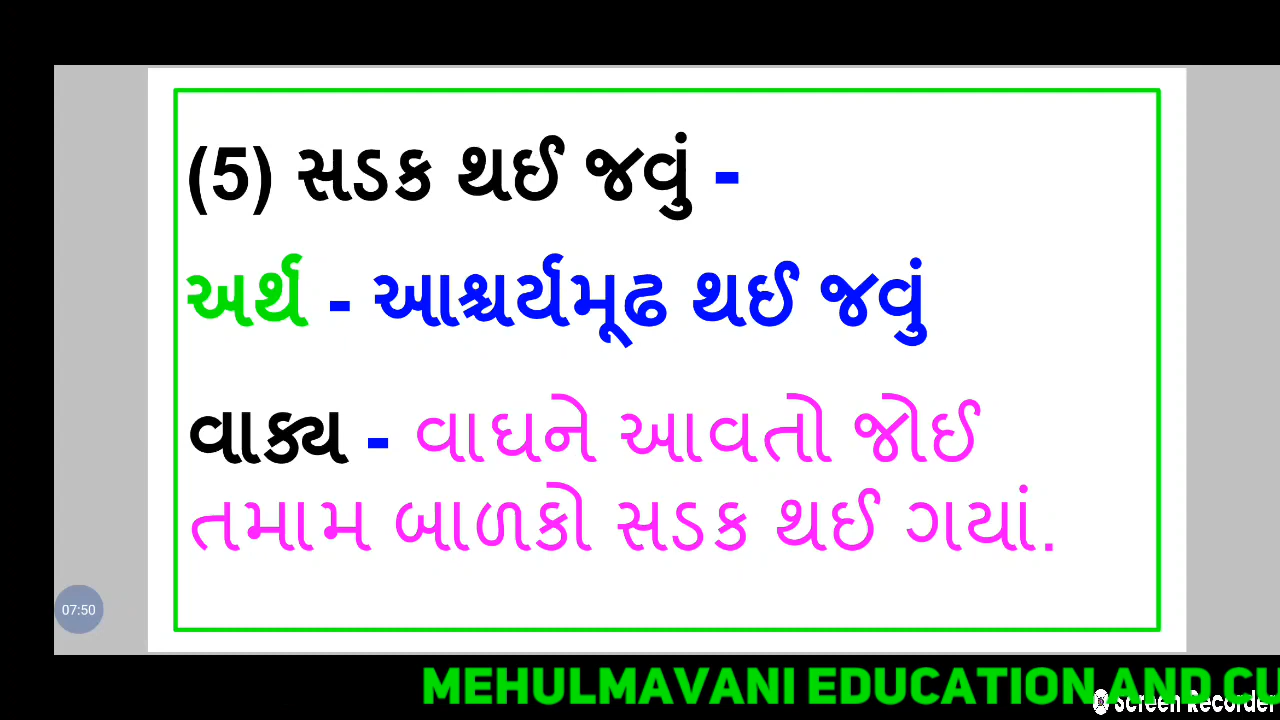 (5) સડક થઈ જવું -
અર્થ - આશ્ચર્યમૂઢ થઈ જવું
વાક્ય - વાઘને આવતો જોઈ
તમામ બાળકો સડક થઈ ગયાં.
07:50
MEHULMAVANI EDUCATION AND CU
Screen Recorder